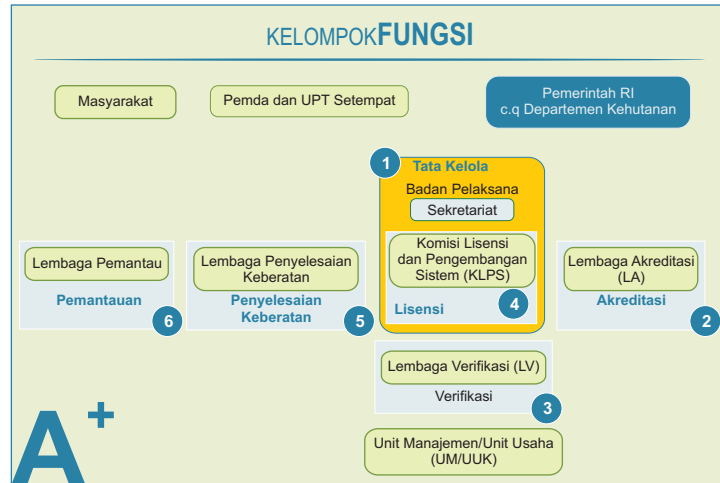 KELOMPOKFUNGSI
Masyarakat
Pemda dan UPT Setempat
Pemerintah RI
c.q Departemen Kehutanan
1
Tata Kelola
Badan Pelaksana
Sekretariat
Lembaga Pemantau
Pemantauan
6
Lembaga Penyelesaian
Keberatan
Penyelesaian
Keberatan
5
Komisi Lisensi
dan Pengembangan
Sistem (KLPS)
Lisensi
4
Lembaga Akreditasi
(LA)
Akreditasi
2
Lembaga Verifikasi (LV)
Verifikasi
3
Unit Manajemen/Unit Usaha
(UM/UUK)
A+